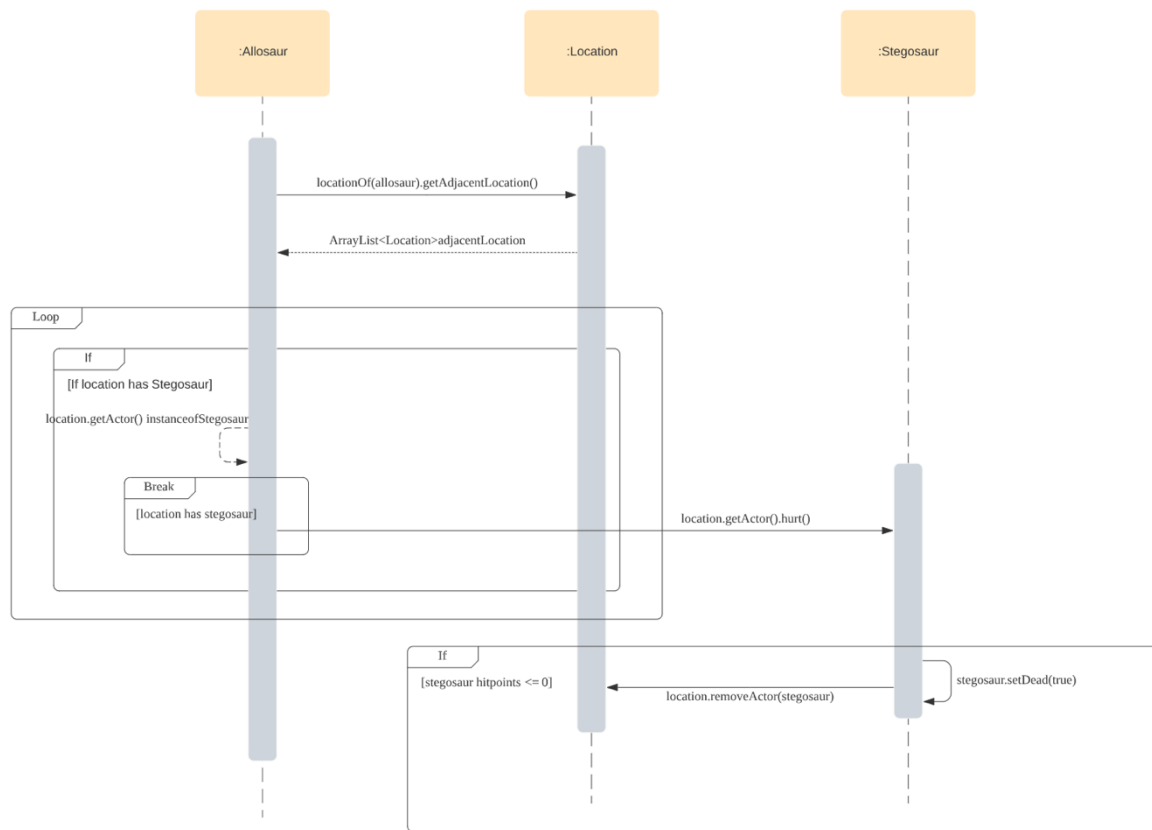 :Allosaur
:Location
:Stegosaur
locationOf(allosaur).getAdjacentLocation()
ArrayList<Location>adjacentLocation
Loop
If
[If location has Stegosaur]
location.getActor() instanceofStegosaur
Break
[location has stegosaur]
location.getActor().hurt()
If
[stegosaur hitpoints <= 0]
stegosaur.setDead(true)
location.removeActor(stegosaur)